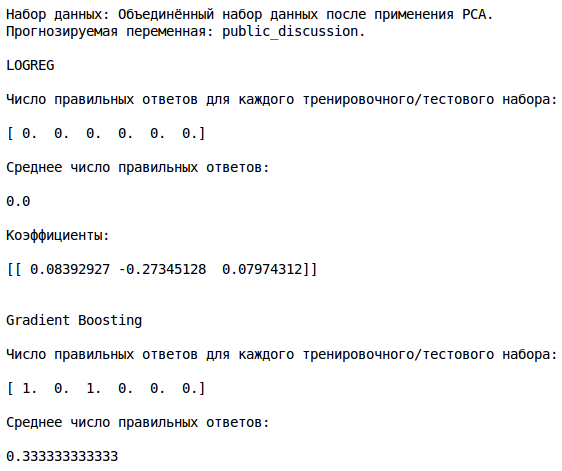 Набор данных: Объединённый набор данных после применения PCA.
Прогнозируемая переменная: public_discussion.
LOGREG
Число правильных ответов для каждого тренировочного/тестового набора:
[ 0.  0.  0.  0.  0.  0.]
Среднее число правильных ответов:
0.0
Коэффициенты:
[[ 0.08392927 -0.27345128  0.07974312]]
Gradient Boosting
Число правильных ответов для каждого тренировочного/тестового набора:
[ 1.  0.  1.  0.  0.  0.]
Среднее число правильных ответов:
0.333333333333